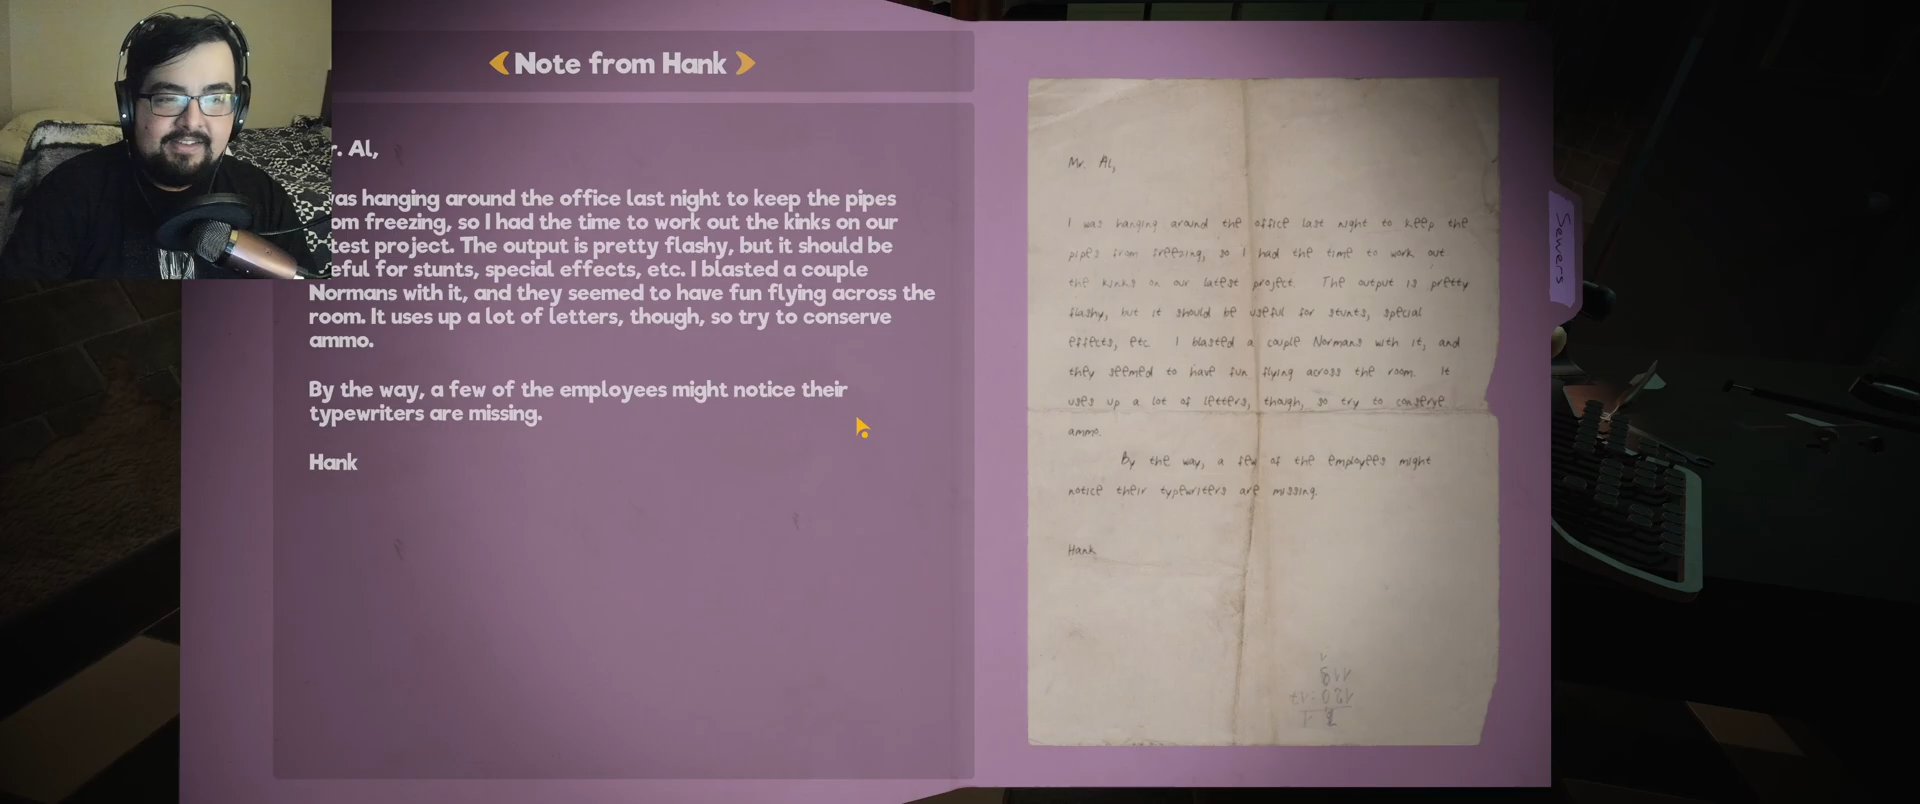 Note from Hank
r. Al,
as hanging around the office last night to keep the pipes
om freezing, so I had the time to work out the kinks on our
test project. The output is pretty flashy, but it should be
eful for stunts, special effects, etc. I blasted a couple
Normans with it, and they seemed to have fun flying across the
room. It uses up a lot of letters, though, so try to conserve
ammo.
By the way, a few of the employees might notice their
typewriters are missing.
Hank
Mr. Al,
I was hanging around the office last night to keep the
pipes from freezing, so I had the time to work out
the kinks on our latest project. The output is pretty
flashy, but it should be useful for stunts, special
effects, etc. I blasted a couple Normans with it, and
they seemed to have fun flying across the room. It
uses up a lot of letters, though, so try to conserve
ammo.
By the way, a few of the employees might
notice their typewriters are missing.
Hank
Sewers